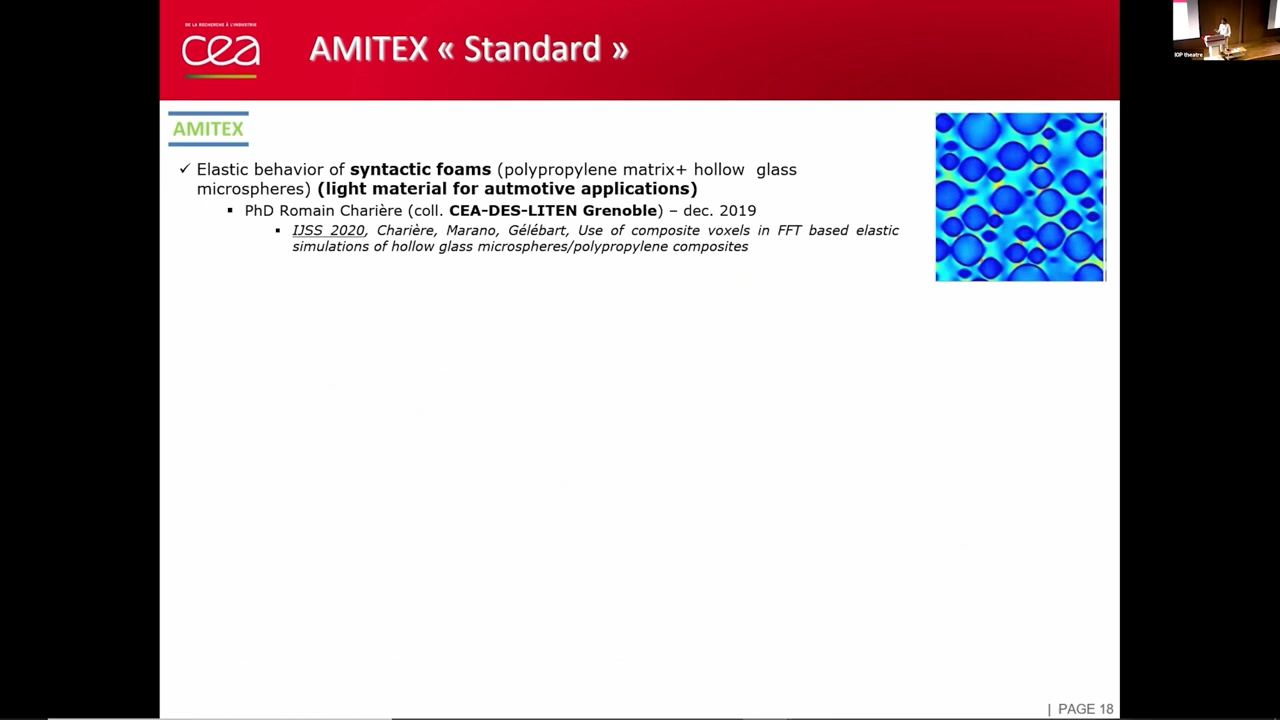 DE LA RECHERCHE À L'INDUSTRIE
cea
AMITEX « Standard »
IOP theatre
AMITEX
✓ Elastic behavior of syntactic foams (polypropylene matrix+ hollow glass
microspheres) (light material for autmotive applications)
▪ PhD Romain Charière (coll. CEA-DES-LITEN Grenoble) – dec. 2019
▪ IJSS 2020, Charière, Marano, Gélébart, Use of composite voxels in FFT based elastic
simulations of hollow glass microspheres/polypropylene composites
| PAGE 18